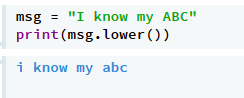 msg = "I know my ABC"
print(msg.lower())
i know my abc